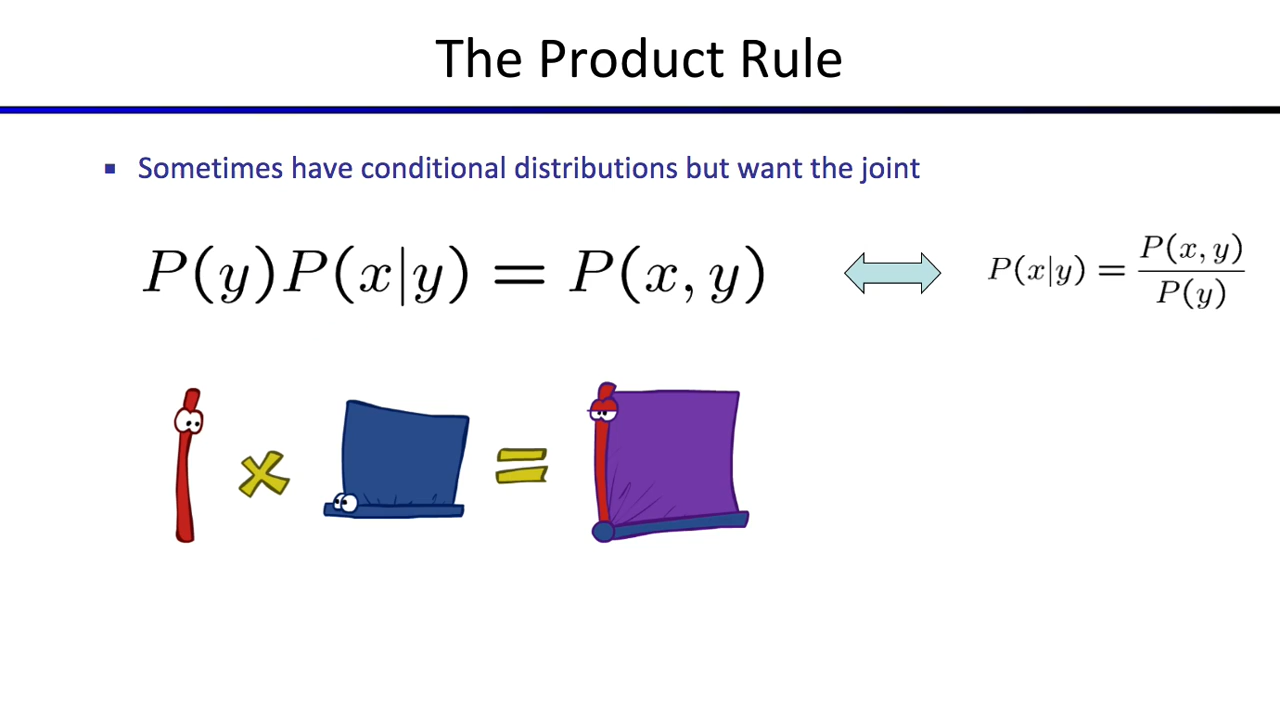 The Product Rule
▪ Sometimes have conditional distributions but want the joint
P(y)P(x|y) = P(x, y)
P(x|y) = P(x, y) / P(y)
× =